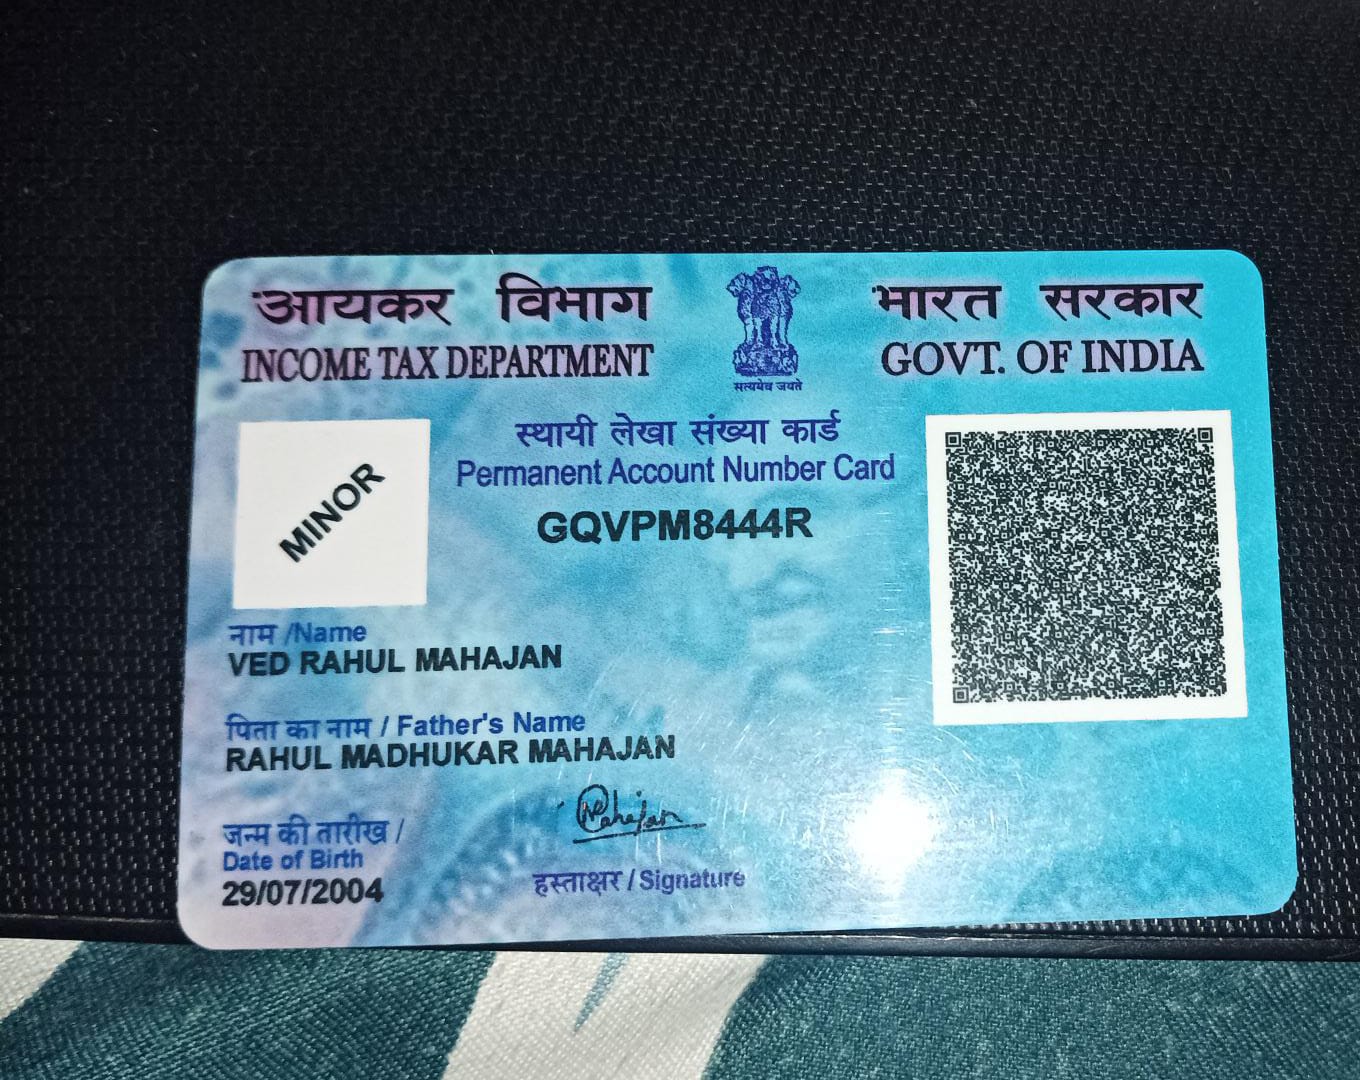 आयकर विभाग
INCOME TAX DEPARTMENT
सत्यमेव जयते
भारत सरकार
GOVT. OF INDIA
स्थायी लेखा संख्या कार्ड
Permanent Account Number Card
GQVPM8444R
MINOR
नाम /Name
VED RAHUL MAHAJAN
पिता का नाम / Father's Name
RAHUL MADHUKAR MAHAJAN
जन्म की तारीख /
Date of Birth
29/07/2004
Mahajan
हस्ताक्षर / Signature